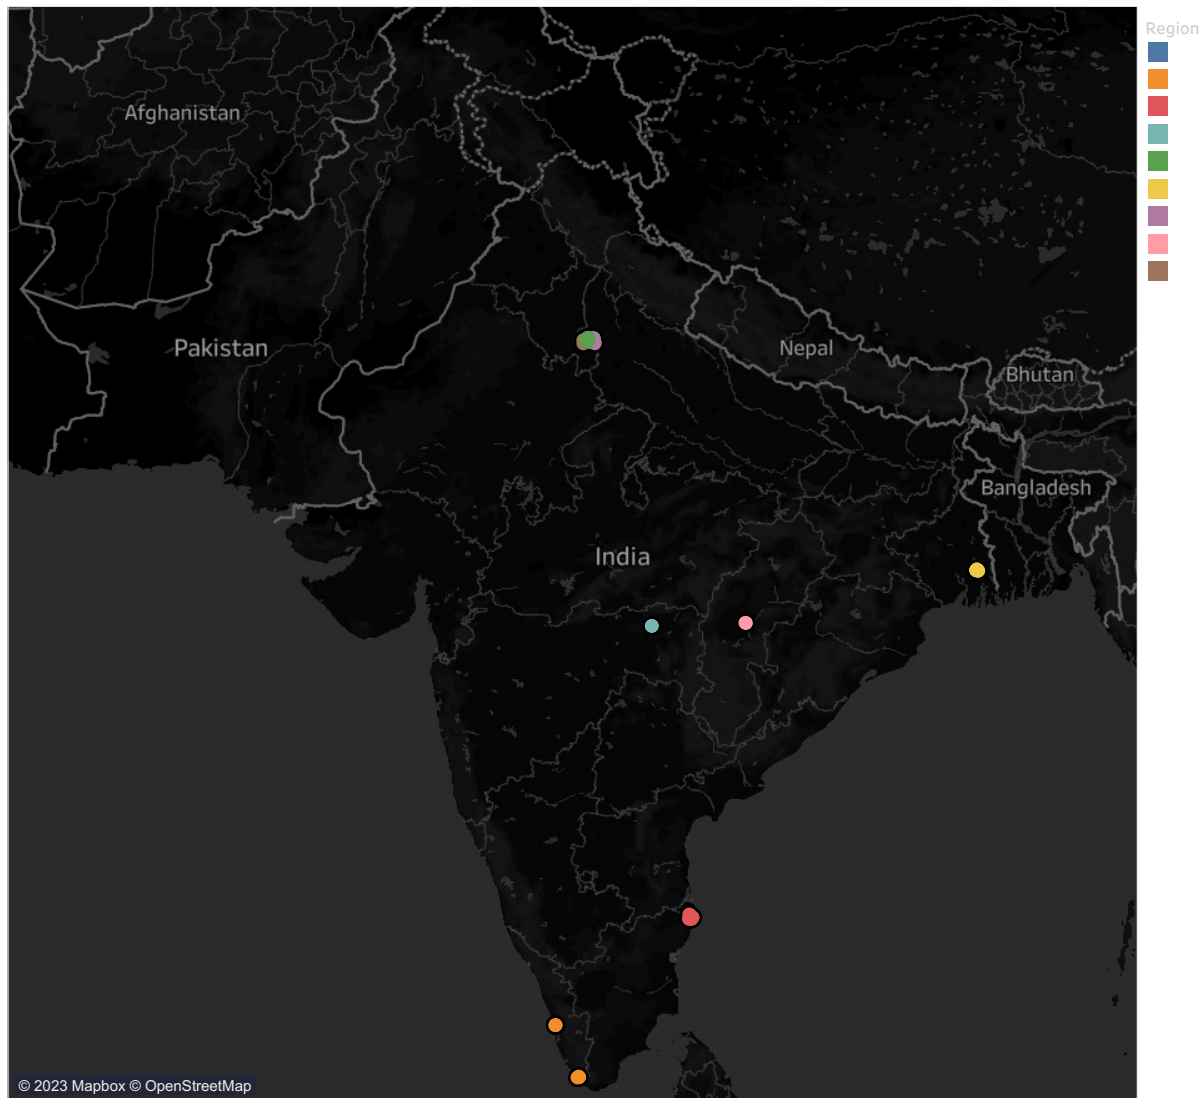 Region
Afghanistan
Pakistan
Nepal
Bhutan
Bangladesh
India
© 2023 Mapbox © OpenStreetMap